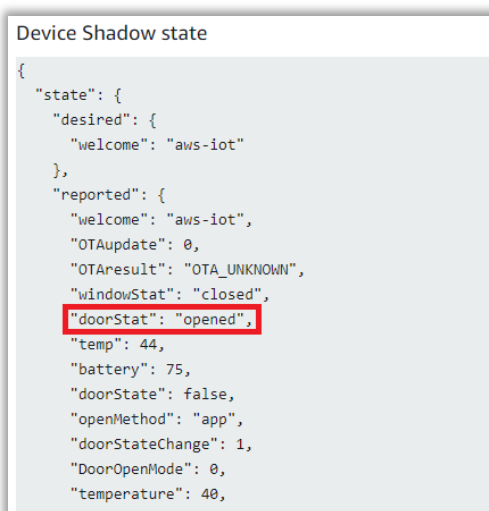 Device Shadow state
{
"state": {
"desired": {
"welcome": "aws-iot"
},
"reported": {
"welcome": "aws-iot",
"OTAupdate": 0,
"OTAresult": "OTA_UNKNOWN",
"windowStat": "closed",
"doorStat": "opened",
"temp": 44,
"battery": 75,
"doorState": false,
"openMethod": "app",
"doorStateChange": 1,
"DoorOpenMode": 0,
"temperature": 40,